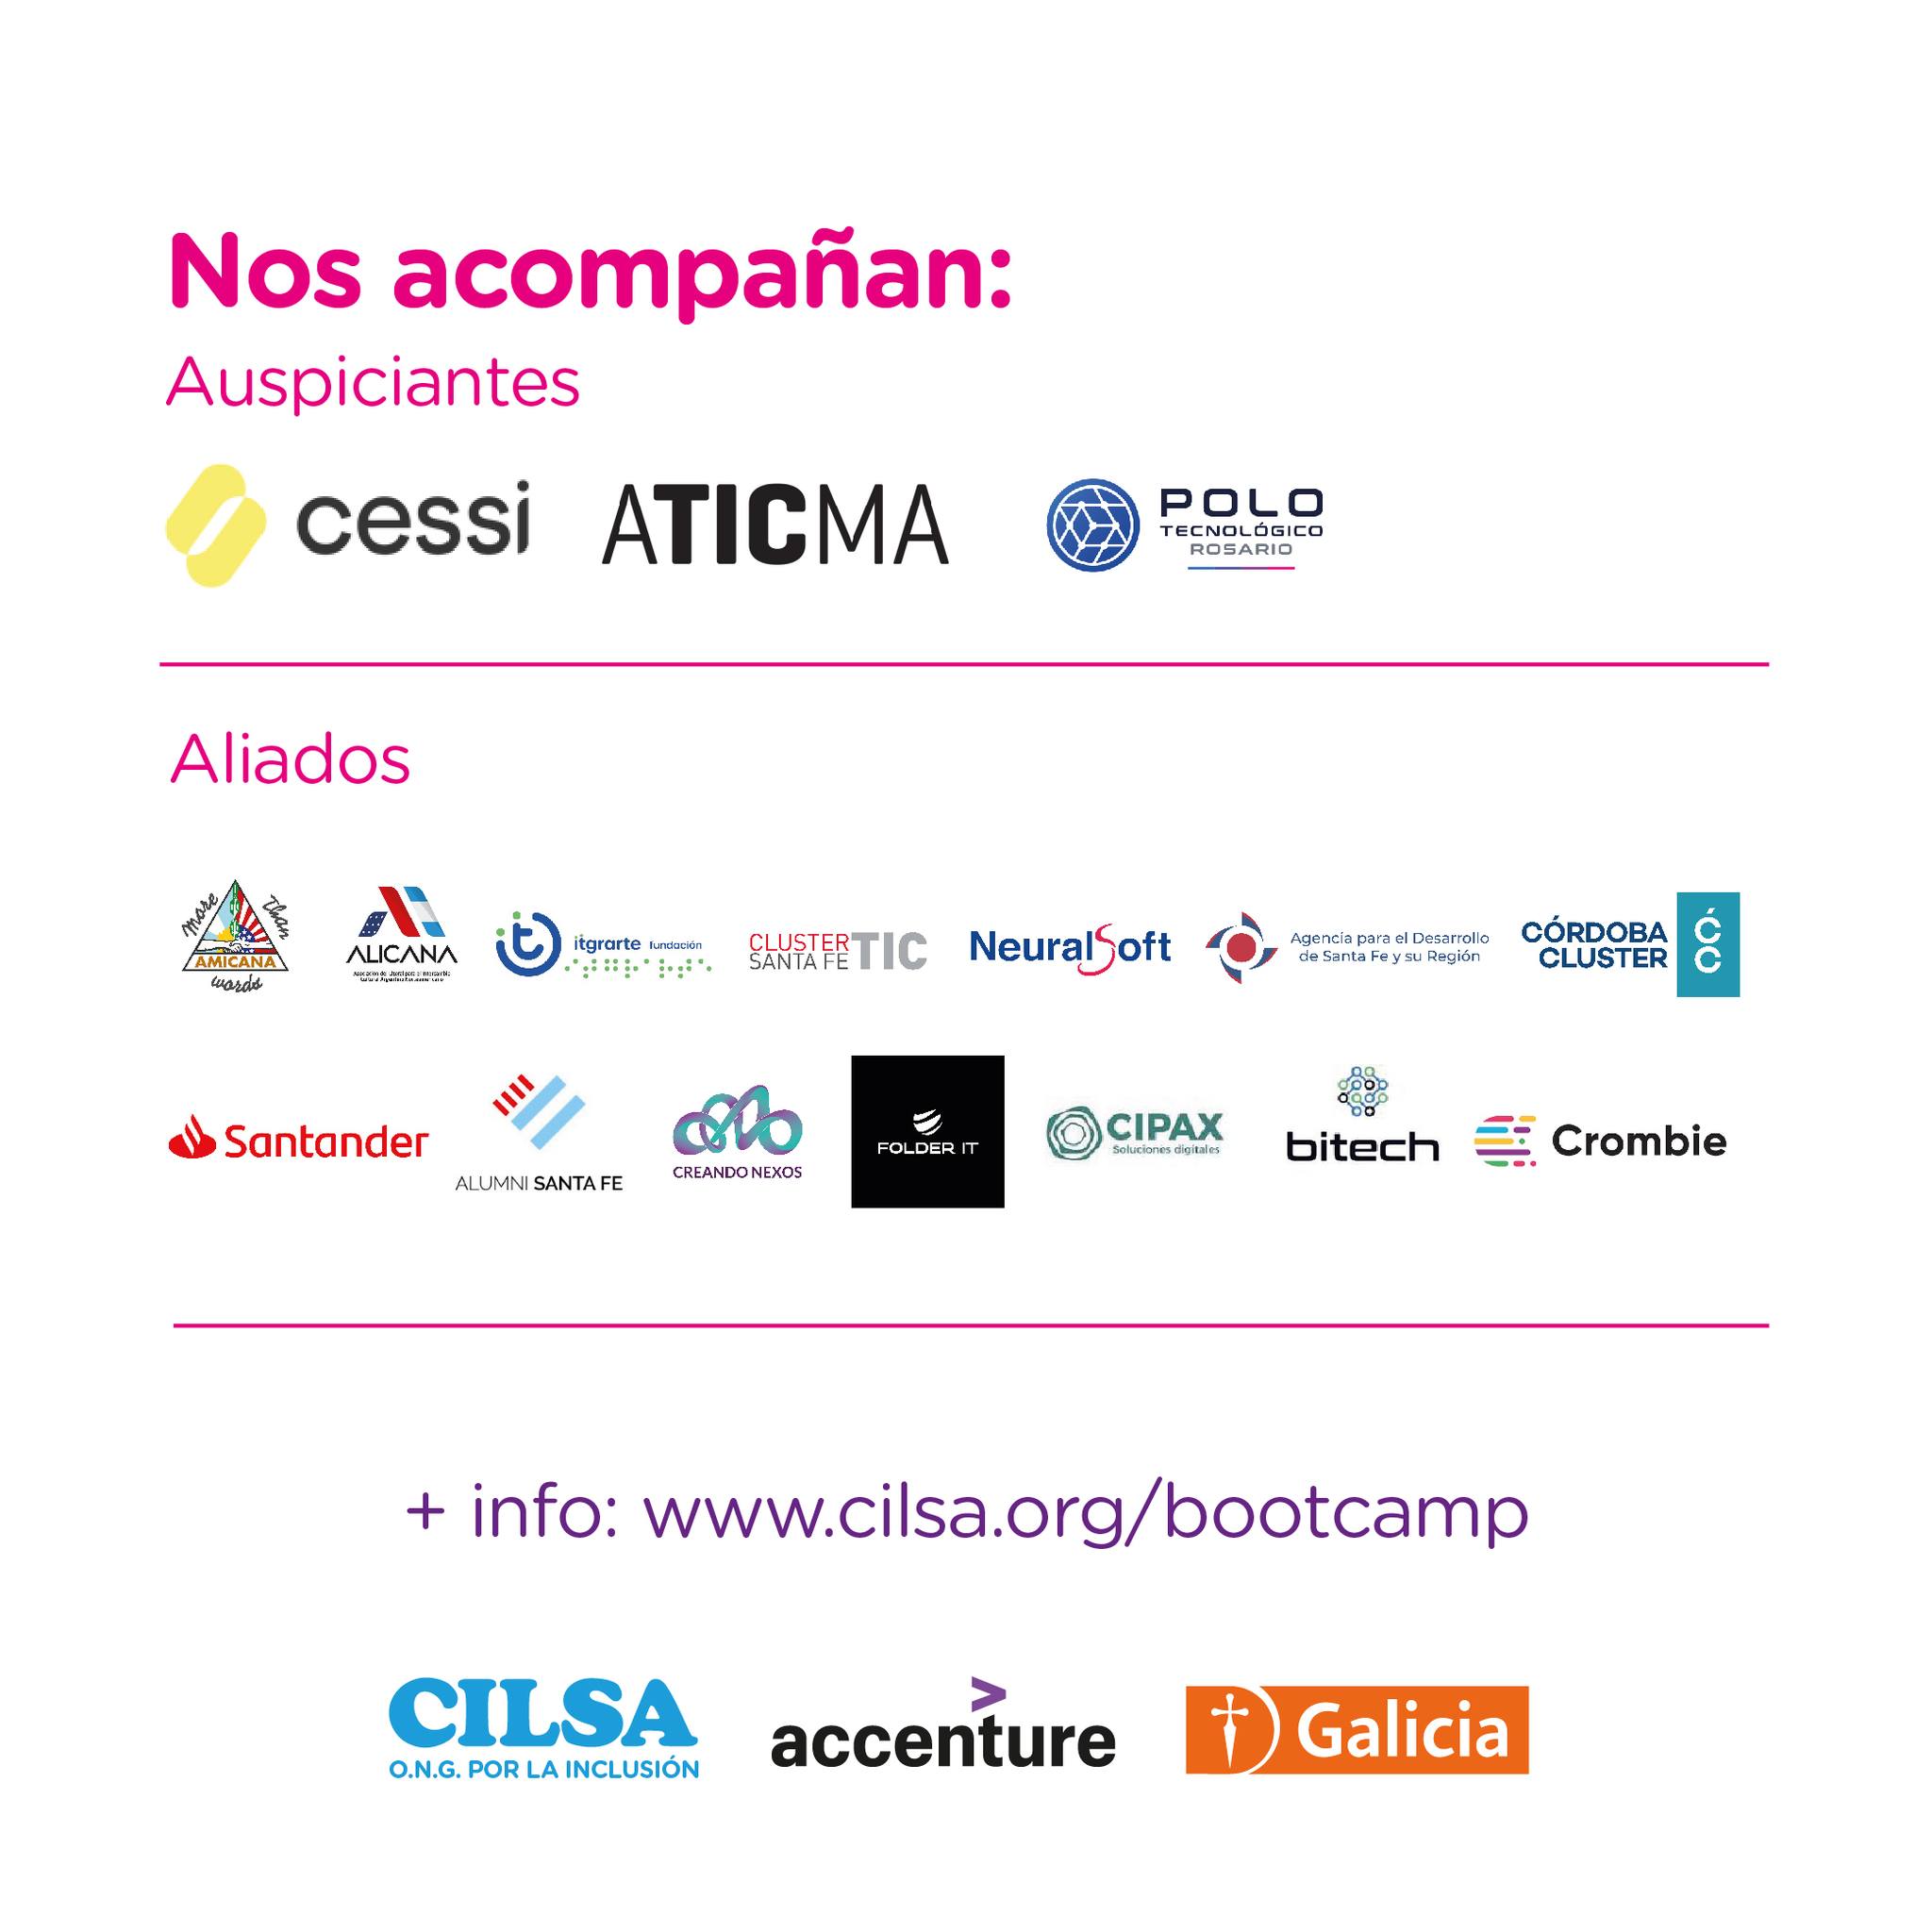 Nos acompañan:
Auspiciantes
cessi
ATICMA
POLO
TECNOLÓGICO
ROSARIO
Aliados
more than
AMICANA
words
ALICANA
itgrarte fundación
CLUSTER
SANTA FE
TIC
NeuralSoft
Agencia para el Desarrollo
de Santa Fe y su Región
CÓRDOBA
CLUSTER
ĆC
Santander
ALUMNI SANTA FE
CREANDO NEXOS
FOLDER IT
CIPAX
Soluciones digitales
bitech
Crombie
+ info: www.cilsa.org/bootcamp
CILSA
O.N.G. POR LA INCLUSIÓN
accenture
Galicia